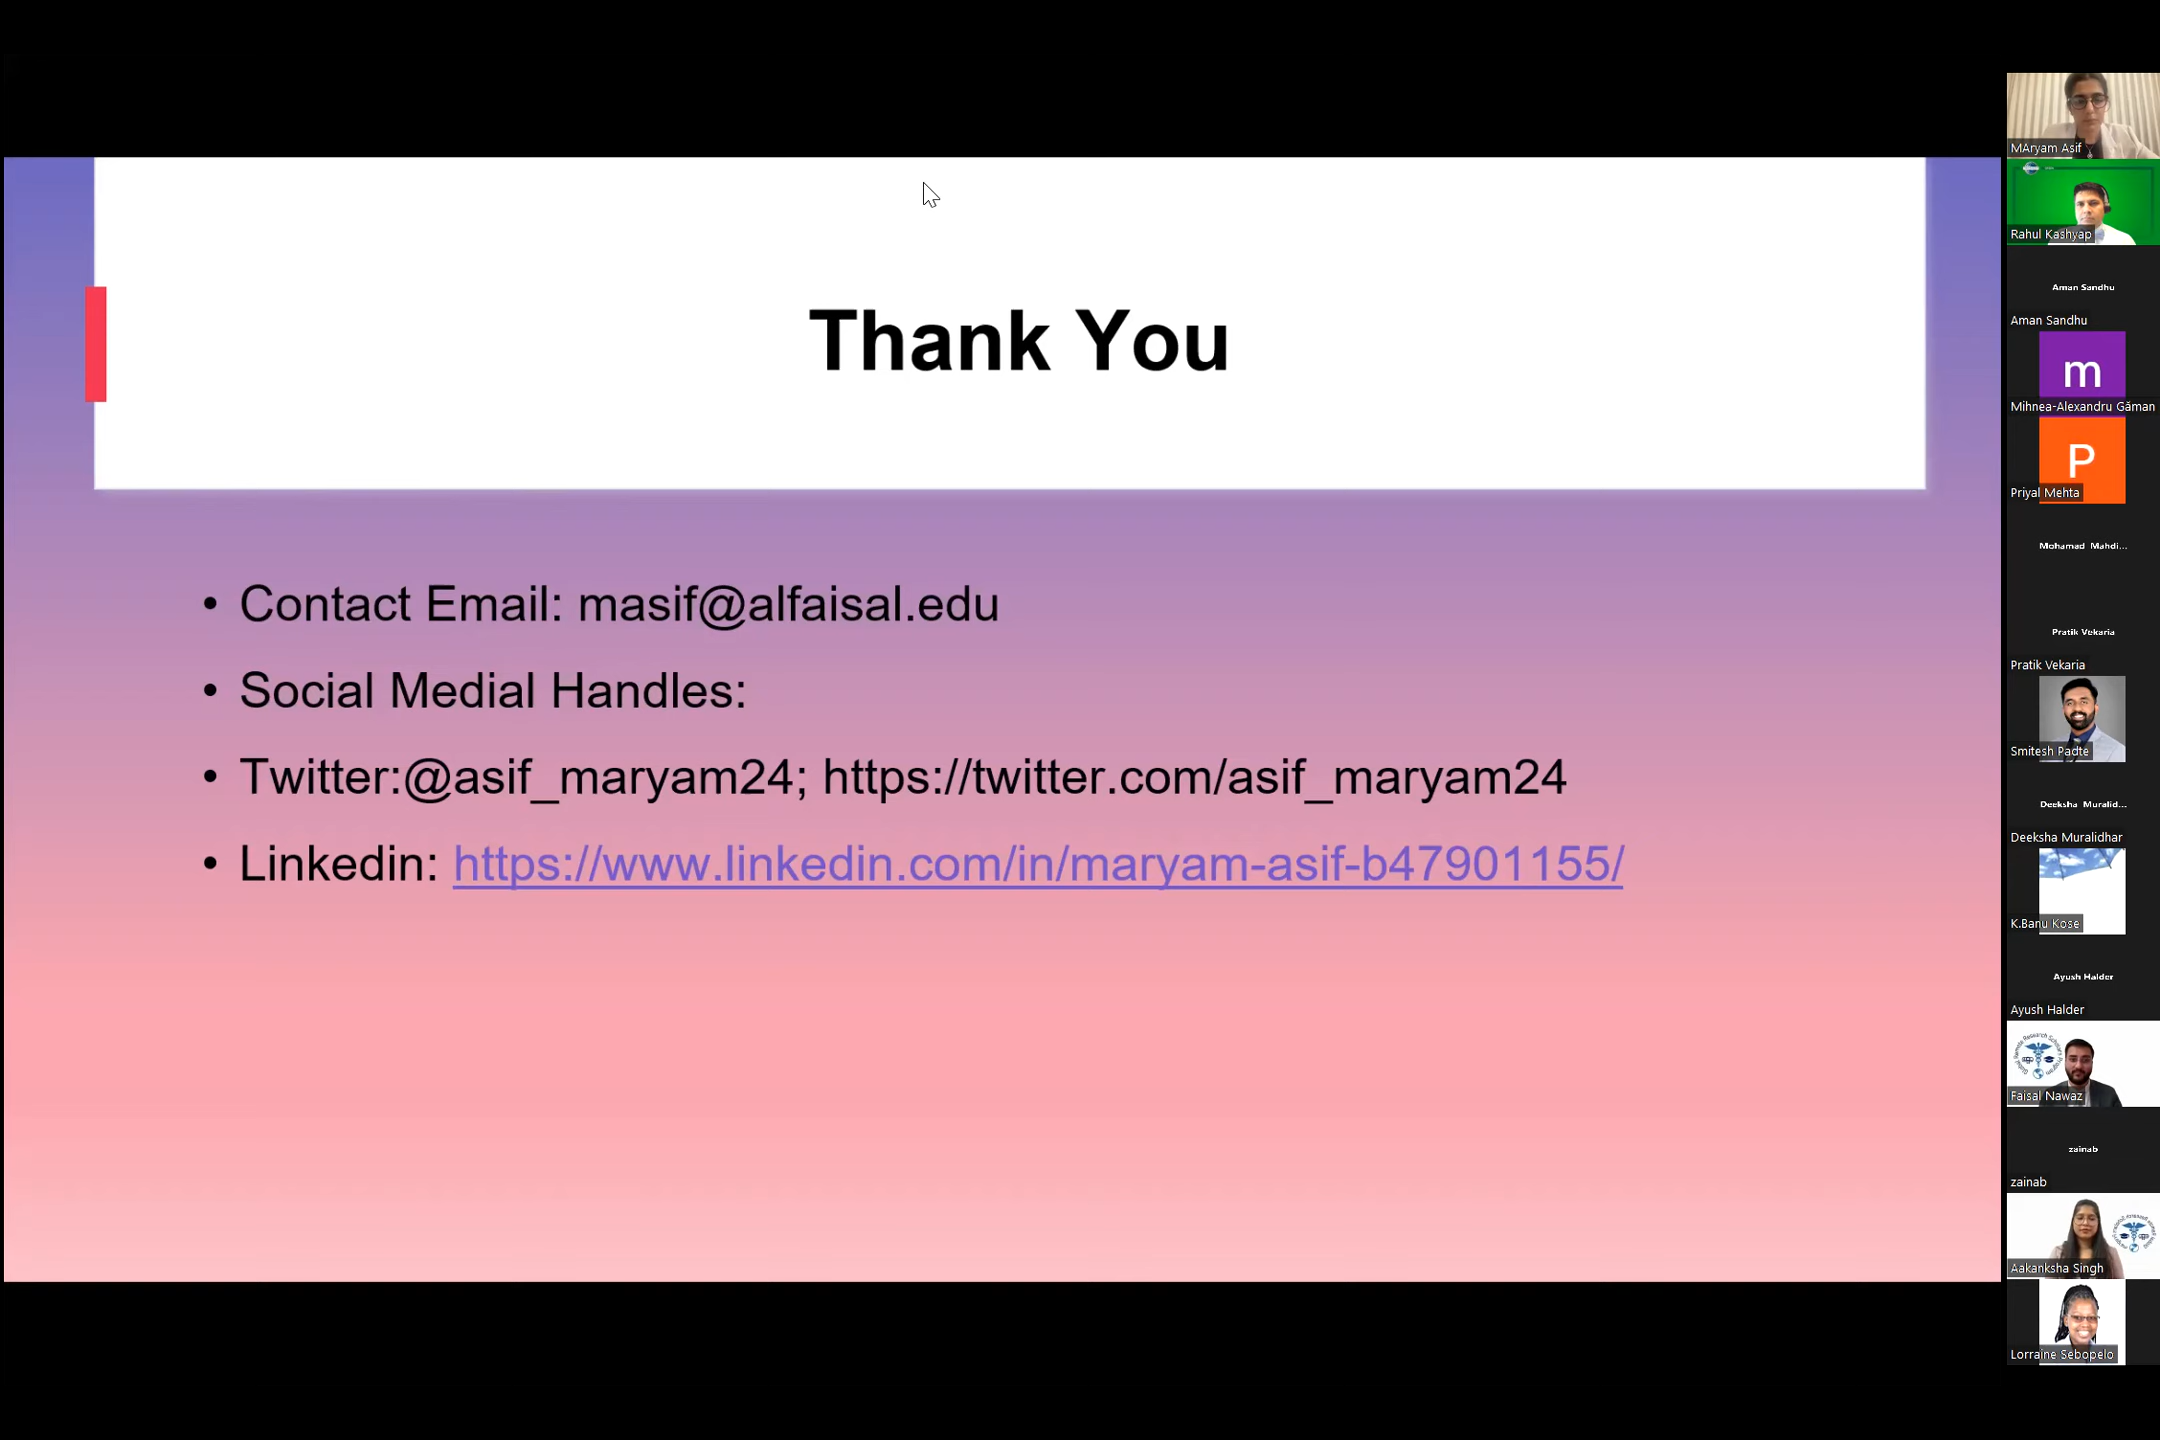 Thank You
• Contact Email: masif@alfaisal.edu
• Social Medial Handles:
• Twitter:@asif_maryam24; https://twitter.com/asif_maryam24
• Linkedin: https://www.linkedin.com/in/maryam-asif-b47901155/
MAryam Asif
Rahul Kashyap
Aman Sandhu
Aman Sandhu
m
Mihnea-Alexandru Găman
P
Priyal Mehta
Mohamad Mahdi...
Pratik Vekaria
Pratik Vekaria
Smitesh Padte
Deeksha Muralid...
Deeksha Muralidhar
K.Banu Kose
Ayush Halder
Ayush Halder
Faisal Nawaz
zainab
zainab
Aakanksha Singh
Lorraine Sebopelo